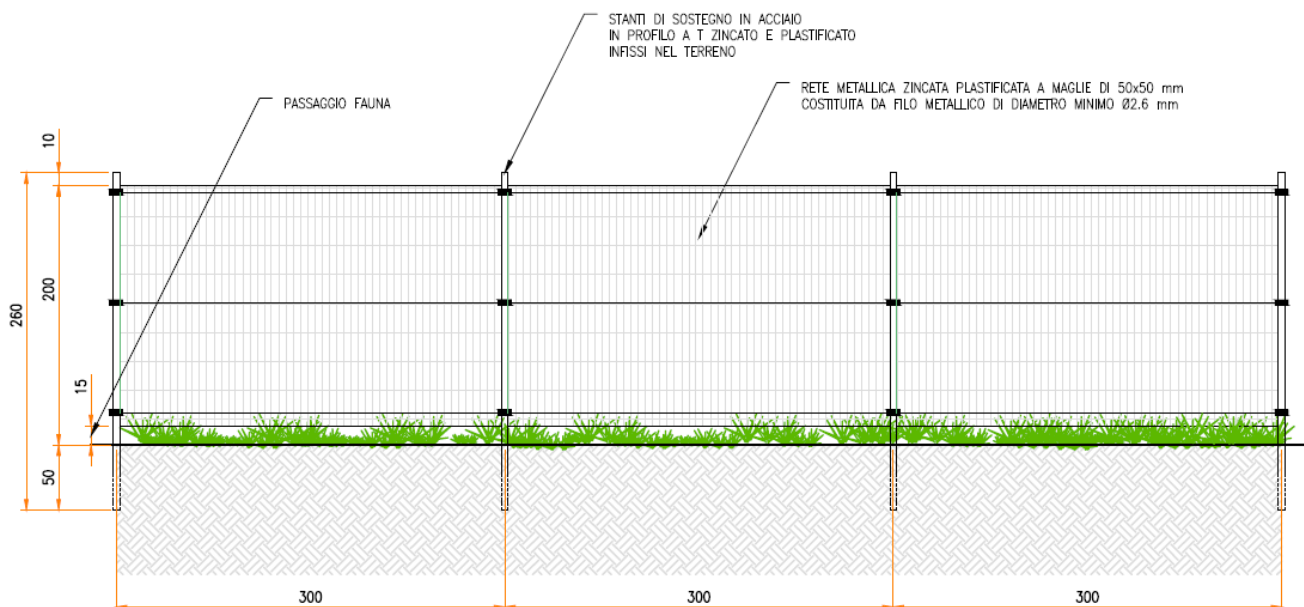 STANTI DI SOSTEGNO IN ACCIAIO
IN PROFILO A T ZINCATO E PLASTIFICATO
INFISSI NEL TERRENO
RETE METALLICA ZINCATA PLASTIFICATA A MAGLIE DI 50x50 mm
COSTITUITA DA FILO METALLICO DI DIAMETRO MINIMO Ø2.6 mm
PASSAGGIO FAUNA
10
200
260
15
50
300
300
300